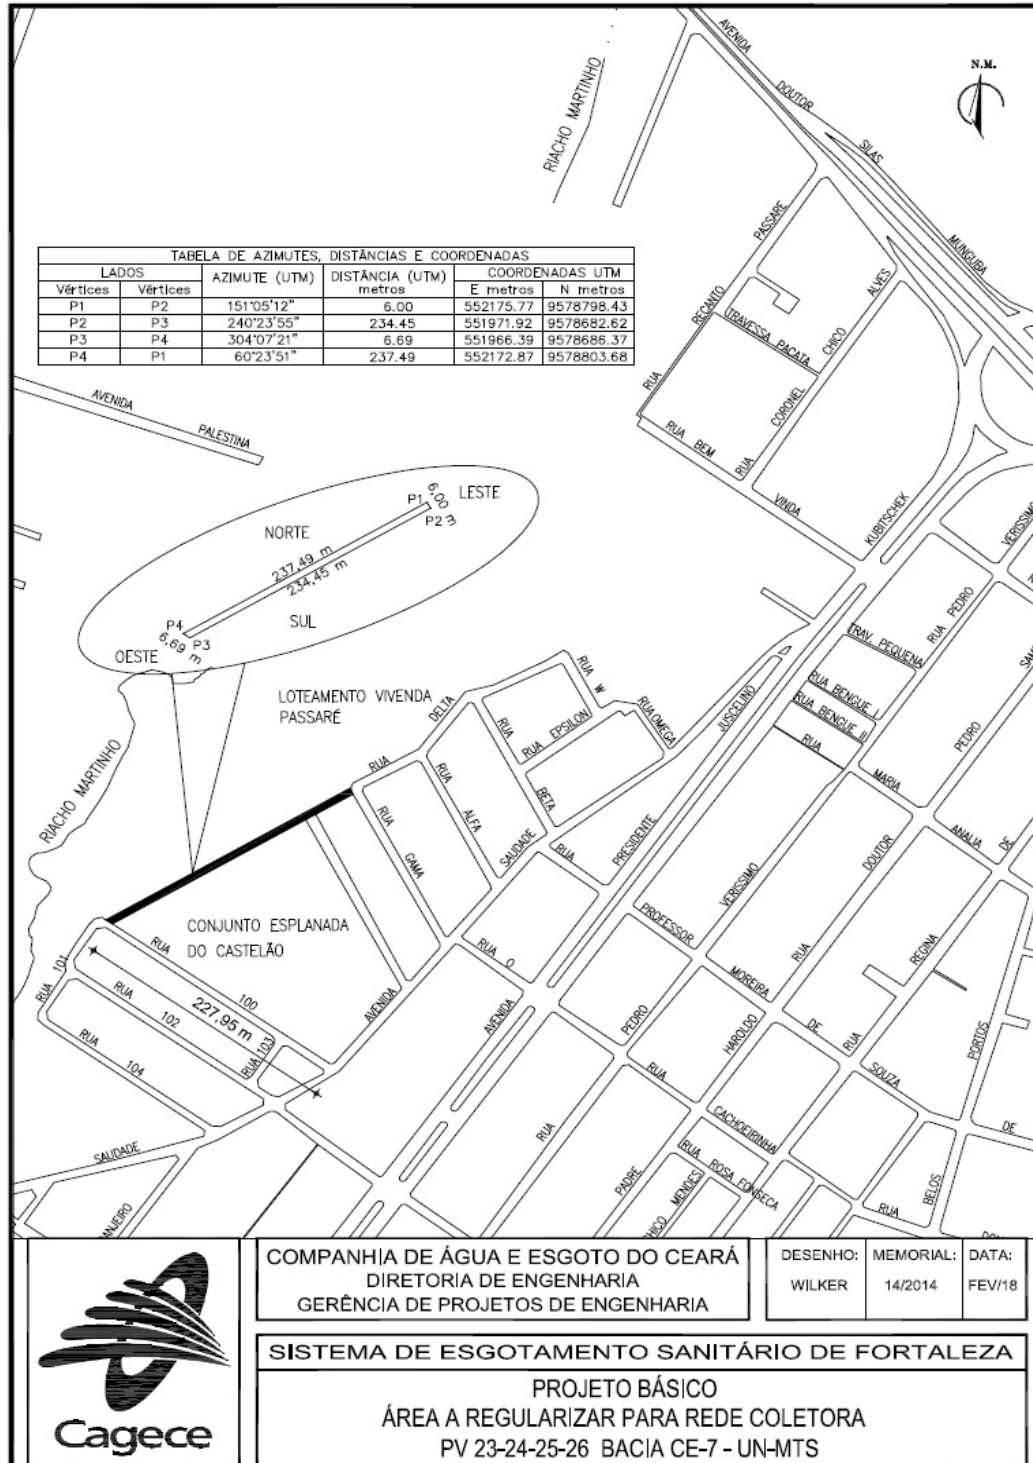 N.M.
AVENIDA
DOUTOR
SILAS
MUNGUBA
RIACHO MARTINHO
TABELA DE AZIMUTES, DISTÂNCIAS E COORDENADAS
LADOS AZIMUTE (UTM) DISTÂNCIA (UTM) metros COORDENADAS UTM
Vértices Vértices E metros N metros
P1 P2 151°05'12" 6.00 552175.77 9578798.43
P2 P3 240°23'55" 234.45 551971.92 9578682.62
P3 P4 304°07'21" 6.69 551966.39 9578686.37
P4 P1 60°23'51" 237.49 552172.87 9578803.68
RUA RECANTO PASSARE
TRAVESSA PACATA
RUA CORONEL CHICO ALVES
RUA BEM VINDA
AVENIDA PALESTINA
P1
6,00 m
P2
LESTE
NORTE
237,49 m
234,45 m
SUL
P4
6,69 m
P3
OESTE
LOTEAMENTO VIVENDA
PASSARÉ
RIACHO MARTINHO
RUA DELTA
RUA W
RUA OMEGA
RUA EPSILON
RUA BETA
RUA ALFA
RUA GAMA
AVENIDA SAUDADE
AVENIDA PRESIDENTE JUSCELINO KUBITSCHEK
RUA O
RUA
CONJUNTO ESPLANADA
DO CASTELÃO
RUA 100
RUA 101
RUA 102
RUA 103
RUA 104
227,95 m
SAUDADE
ANJEIRO
TRAV. PEQUENA
RUA BENGUE I
RUA BENGUE II
RUA MARIA ANALIA DE
RUA PEDRO VERISSIMO
RUA PEDRO VERISSIMO
PEDRO
RUA DOUTOR
RUA PROFESSOR MOREIRA DE SOUZA
RUA REGINA
RUA HAROLDO
RUA PADRE
RUA CACHOEIRINHA
RUA ROSA FONSECA
CHICO MENDES
RUA BELOS PORTOS
DE
COMPANHIA DE ÁGUA E ESGOTO DO CEARÁ
DIRETORIA DE ENGENHARIA
GERÊNCIA DE PROJETOS DE ENGENHARIA
DESENHO: MEMORIAL: DATA:
WILKER 14/2014 FEV/18
SISTEMA DE ESGOTAMENTO SANITÁRIO DE FORTALEZA
PROJETO BÁSICO
ÁREA A REGULARIZAR PARA REDE COLETORA
PV 23-24-25-26 BACIA CE-7 - UN-MTS
Cagece